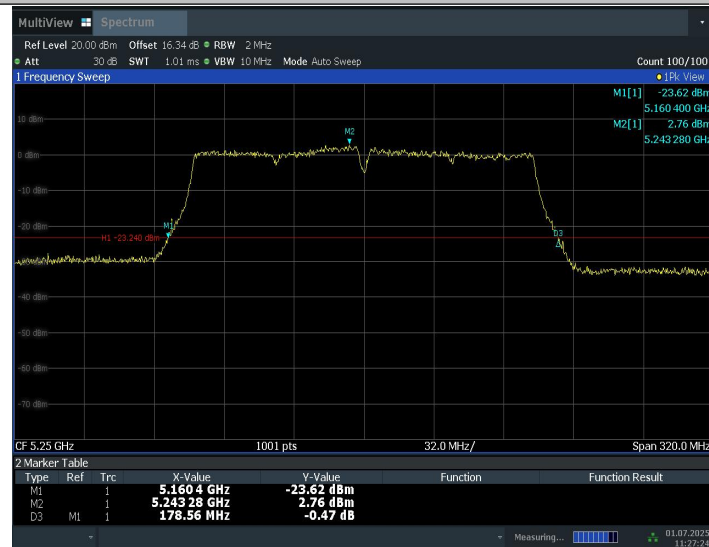 MultiView Spectrum
Ref Level 20.00 dBm Offset 16.34 dB RBW 2 MHz
Att 30 dB SWT 1.01 ms VBW 10 MHz Mode Auto Sweep Count 100/100
1 Frequency Sweep 1Pk View
M1[1] -23.62 dBm
5.160 400 GHz
M2[1] 2.76 dBm
5.243 280 GHz
10 dBm
M2
0 dBm
-10 dBm
-20 dBm
M1
H1 -23.240 dBm
D3
-40 dBm
-50 dBm
-60 dBm
-70 dBm
CF 5.25 GHz 1001 pts 32.0 MHz/ Span 320.0 MHz
2 Marker Table
Type Ref Trc X-Value Y-Value Function Function Result
M1 1 5.160 4 GHz -23.62 dBm
M2 1 5.243 28 GHz 2.76 dBm
D3 M1 1 178.56 MHz -0.47 dB
Measuring... 01.07.2025
11:27:24